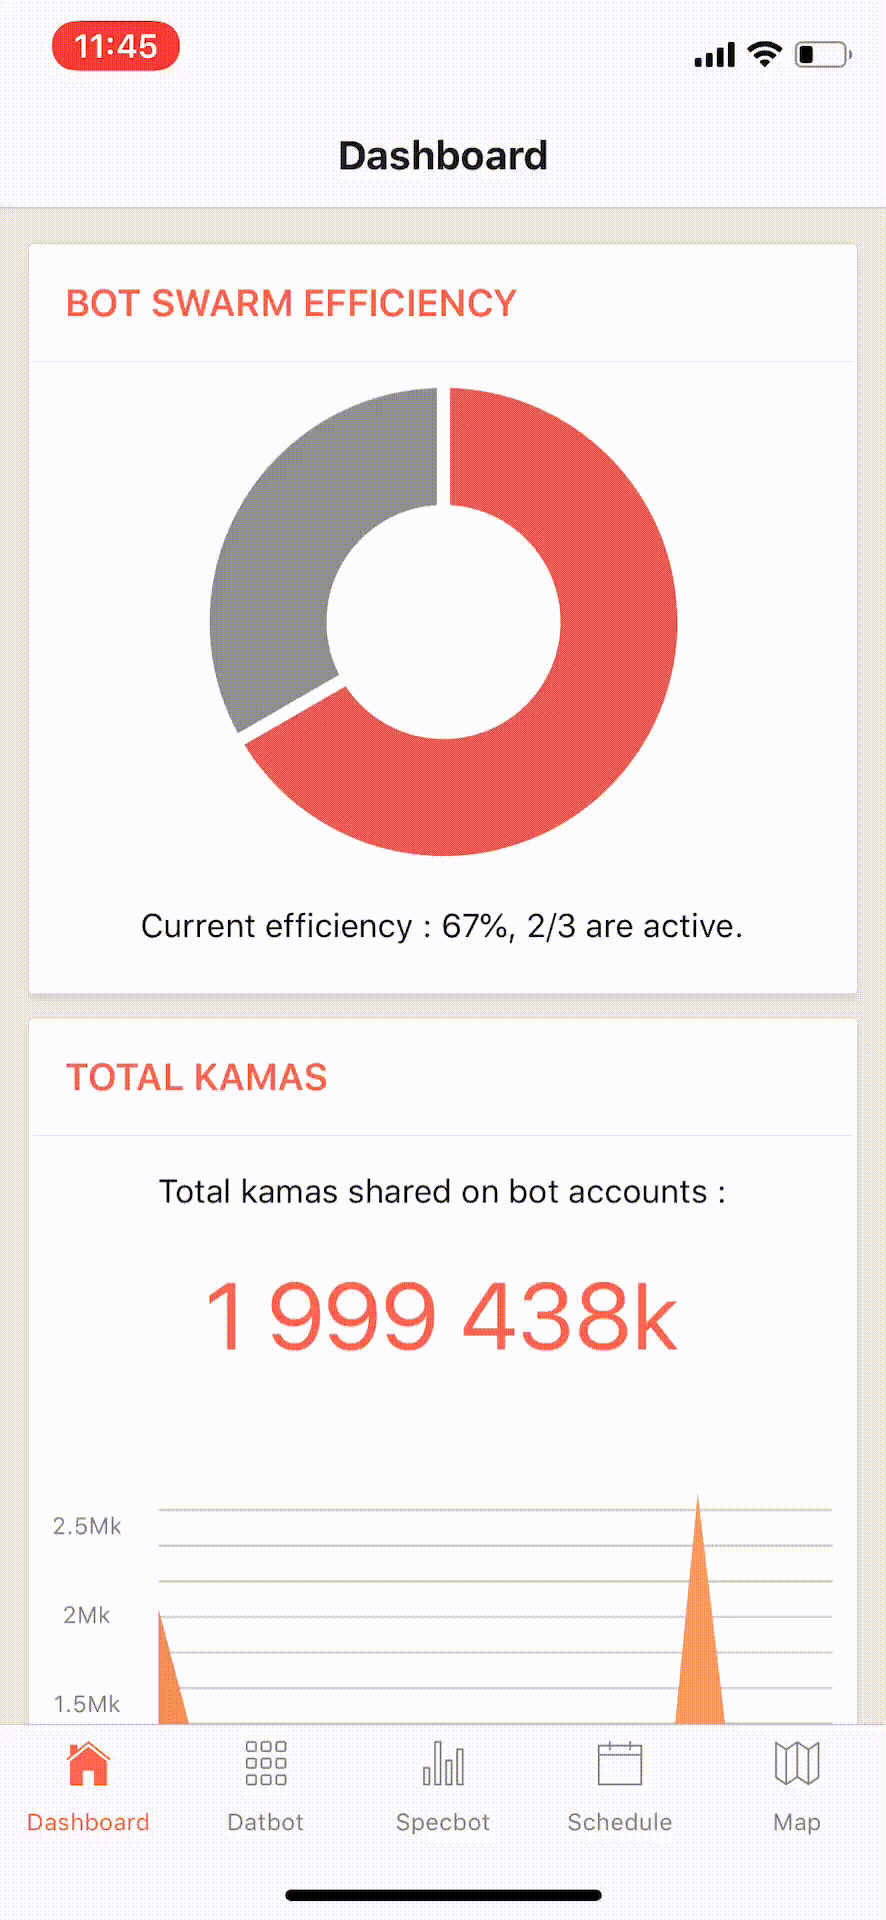 11:45
Dashboard
BOT SWARM EFFICIENCY
Current efficiency : 67%, 2/3 are active.
TOTAL KAMAS
Total kamas shared on bot accounts :
1 999 438k
2.5Mk
2Mk
1.5Mk
Dashboard Datbot Specbot Schedule Map